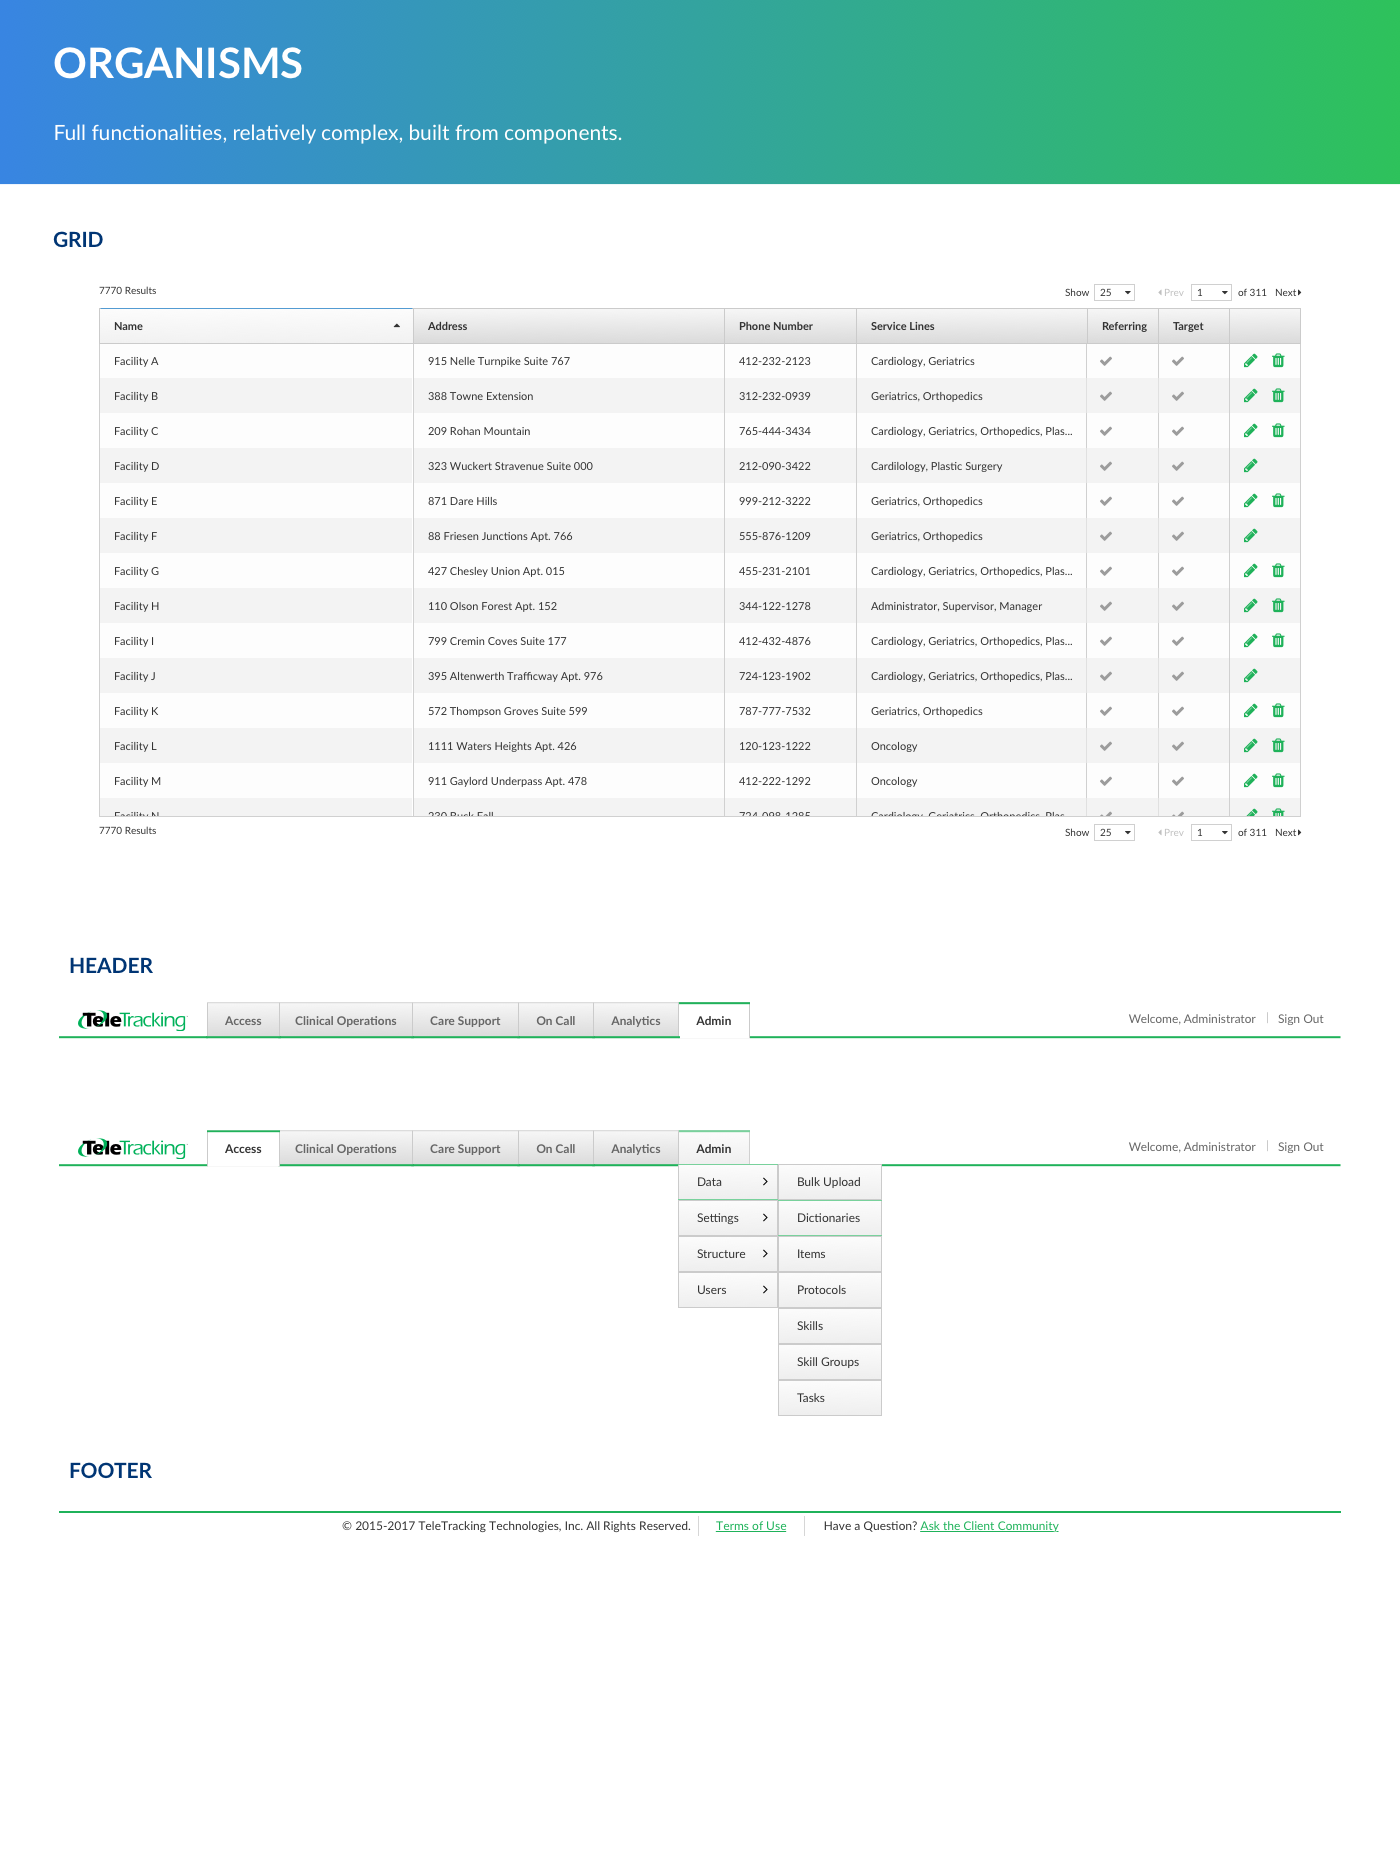 ORGANISMS
Full functionalities, relatively complex, built from components.
GRID
7770 Results Show 25 Prev 1 of 311 Next
Name Address Phone Number Service Lines Referring Target
Facility A 915 Nelle Turnpike Suite 767 412-232-2123 Cardiology, Geriatrics
Facility B 388 Towne Extension 312-232-0939 Geriatrics, Orthopedics
Facility C 209 Rohan Mountain 765-444-3434 Cardiology, Geriatrics, Orthopedics, Plas...
Facility D 323 Wuckert Stravenue Suite 000 212-090-3422 Cardilology, Plastic Surgery
Facility E 871 Dare Hills 999-212-3222 Geriatrics, Orthopedics
Facility F 88 Friesen Junctions Apt. 766 555-876-1209 Geriatrics, Orthopedics
Facility G 427 Chesley Union Apt. 015 455-231-2101 Cardiology, Geriatrics, Orthopedics, Plas...
Facility H 110 Olson Forest Apt. 152 344-122-1278 Administrator, Supervisor, Manager
Facility I 799 Cremin Coves Suite 177 412-432-4876 Cardiology, Geriatrics, Orthopedics, Plas...
Facility J 395 Altenwerth Trafficway Apt. 976 724-123-1902 Cardiology, Geriatrics, Orthopedics, Plas...
Facility K 572 Thompson Groves Suite 599 787-777-7532 Geriatrics, Orthopedics
Facility L 1111 Waters Heights Apt. 426 120-123-1222 Oncology
Facility M 911 Gaylord Underpass Apt. 478 412-222-1292 Oncology
Facility N 230 Buck Fall 724-098-1285 Cardiology, Geriatrics, Orthopedics, Plas...
7770 Results Show 25 Prev 1 of 311 Next
HEADER
TeleTracking Access Clinical Operations Care Support On Call Analytics Admin Welcome, Administrator Sign Out
TeleTracking Access Clinical Operations Care Support On Call Analytics Admin Welcome, Administrator Sign Out
Data Bulk Upload
Settings Dictionaries
Structure Items
Users Protocols
Skills
Skill Groups
Tasks
FOOTER
© 2015-2017 TeleTracking Technologies, Inc. All Rights Reserved. Terms of Use Have a Question? Ask the Client Community